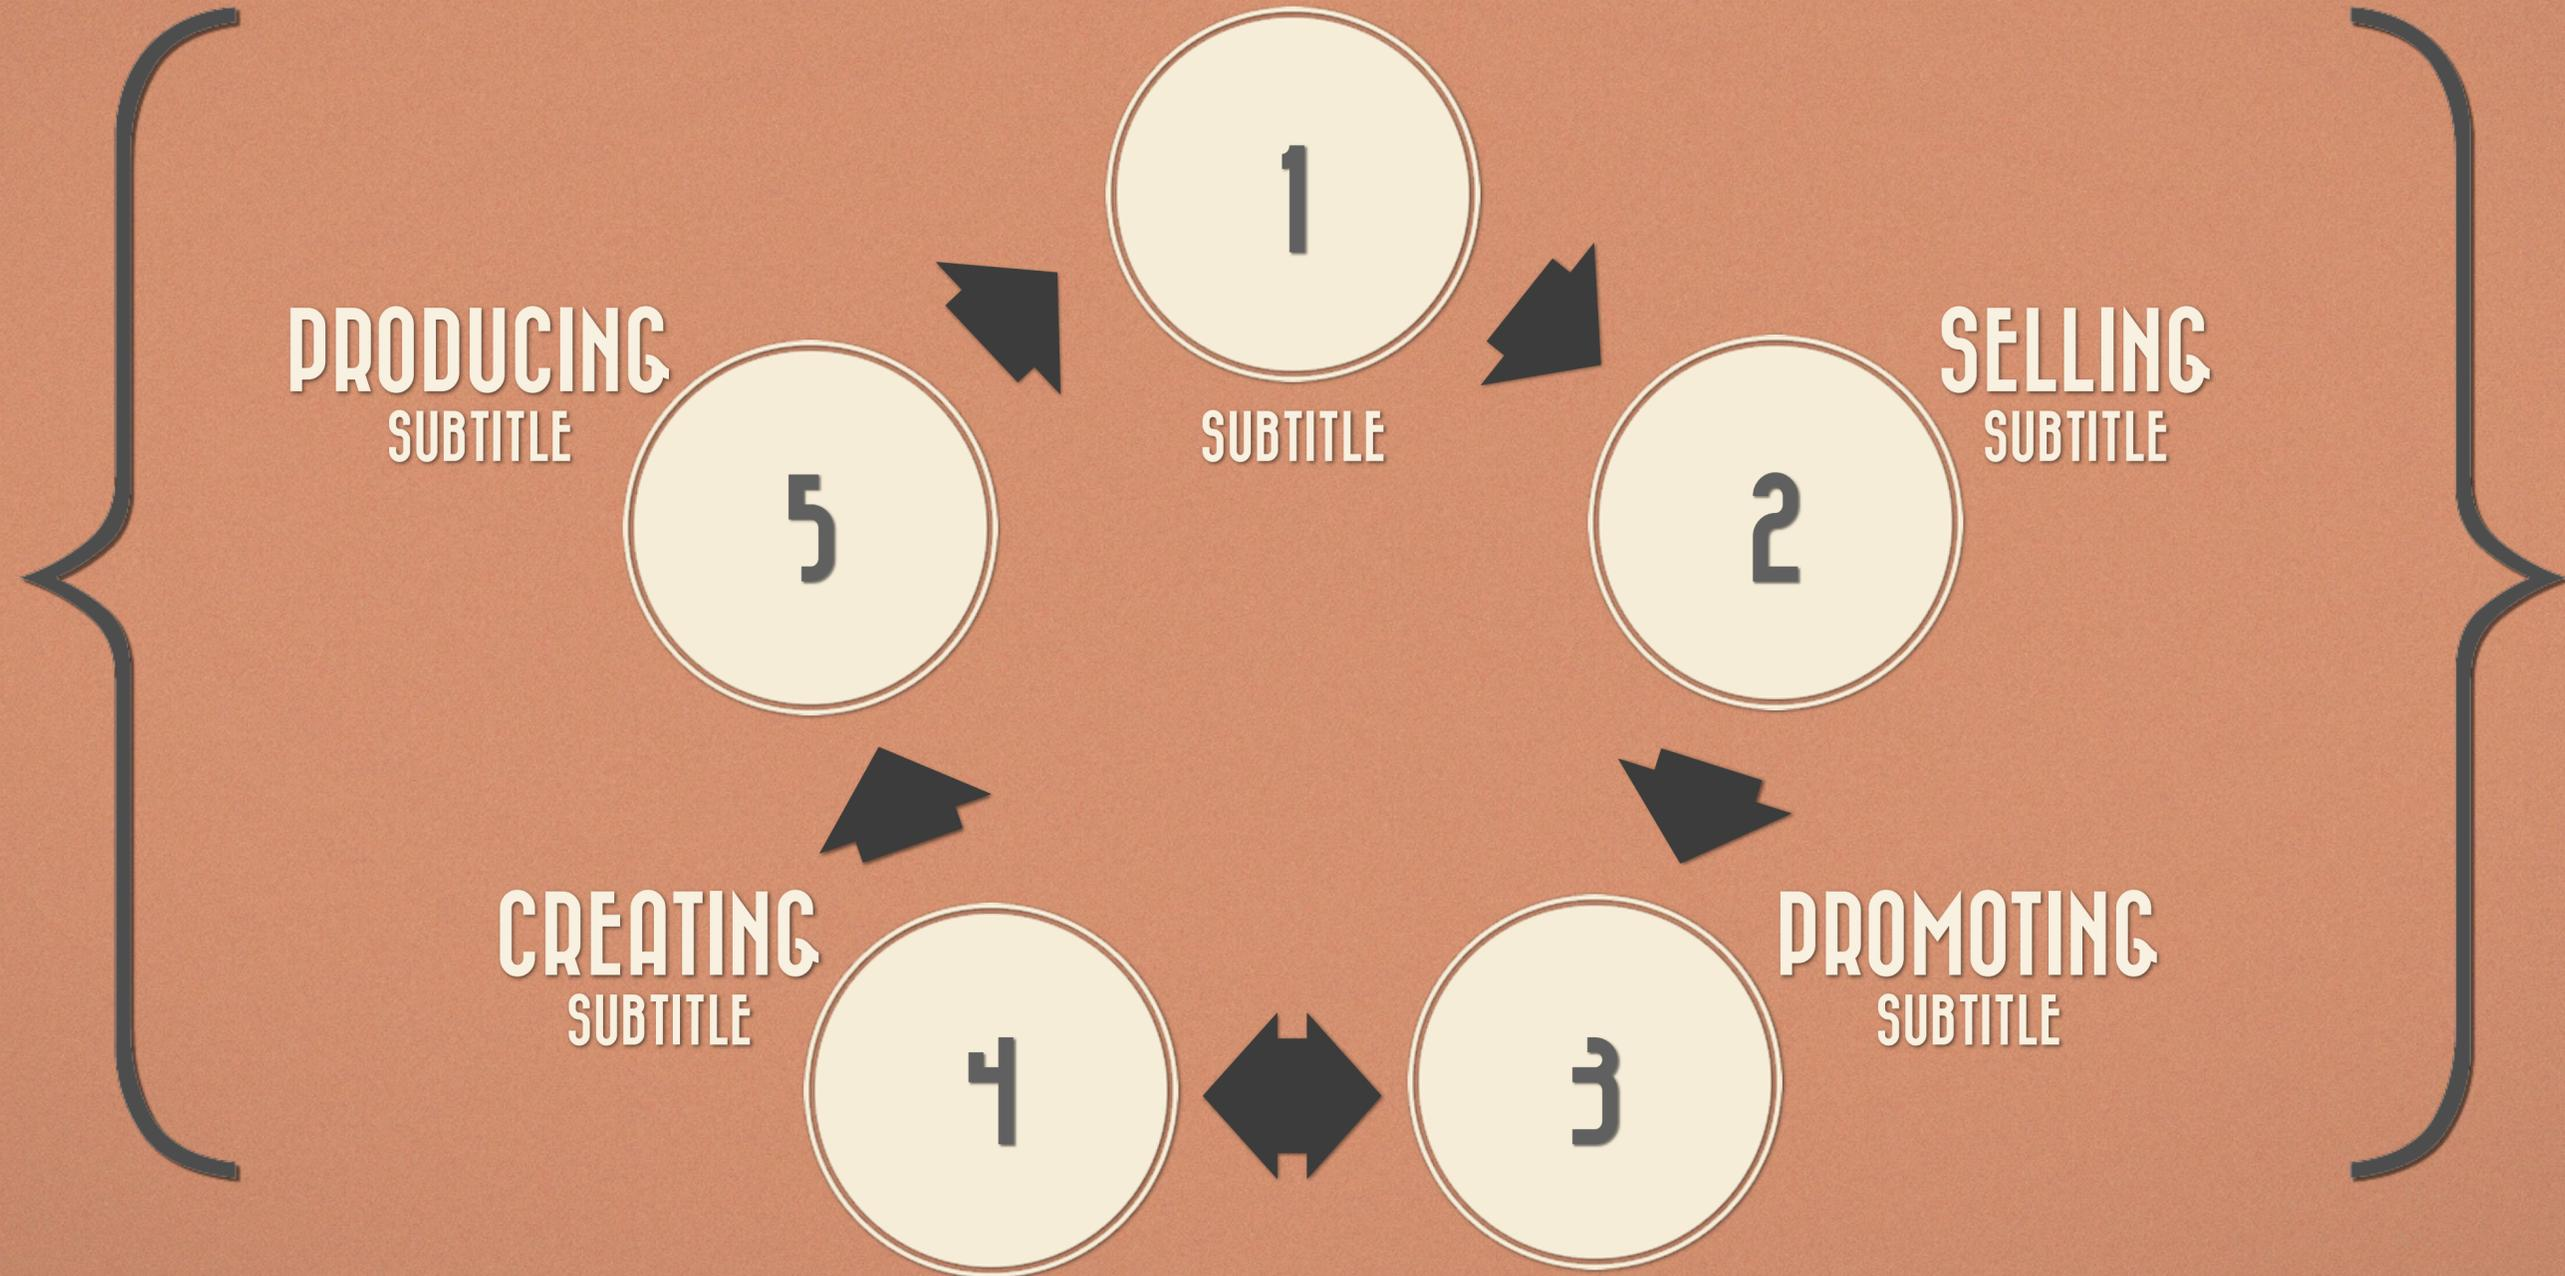 1
PRODUCING
SUBTITLE
SUBTITLE
SELLING
SUBTITLE
5
2
CREATING
SUBTITLE
PROMOTING
SUBTITLE
4
3